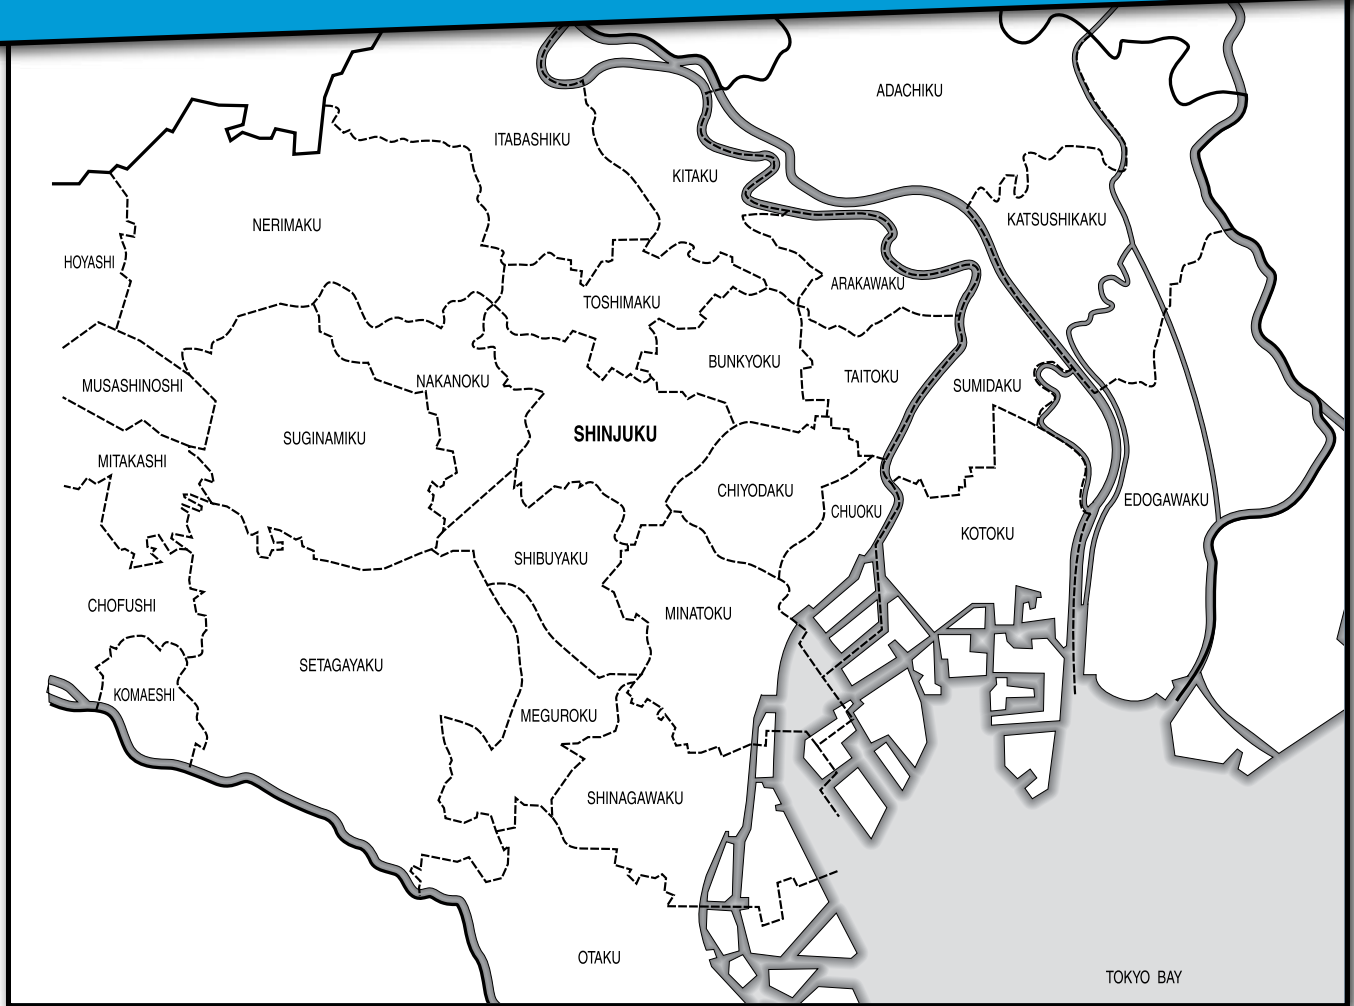 ADACHIKU
ITABASHIKU
KITAKU
KATSUSHIKAKU
NERIMAKU
HOYASHI
ARAKAWAKU
TOSHIMAKU
BUNKYOKU
TAITOKU
NAKANOKU
MUSASHINOSHI
SUMIDAKU
SHINJUKU
SUGINAMIKU
MITAKASHI
CHIYODAKU
EDOGAWAKU
CHUOKU
KOTOKU
SHIBUYAKU
CHOFUSHI
MINATOKU
SETAGAYAKU
KOMAESHI
MEGUROKU
SHINAGAWAKU
OTAKU
TOKYO BAY